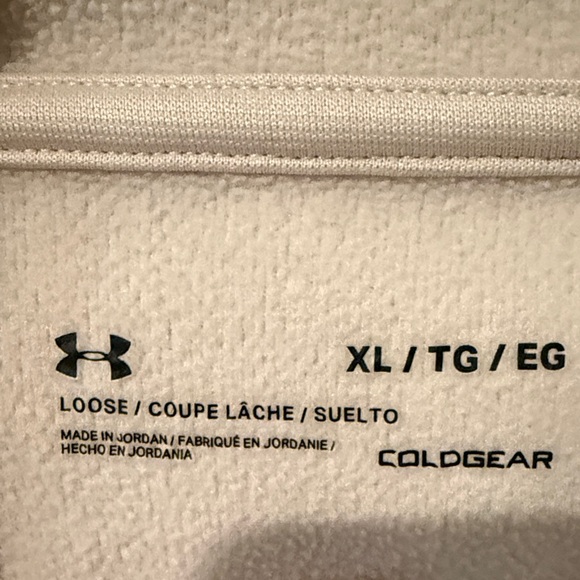 XL / TG / EG
LOOSE / COUPE LÂCHE / SUELTO
MADE IN JORDAN / FABRIQUÉ EN JORDANIE /
HECHO EN JORDANIA
COLDGEAR